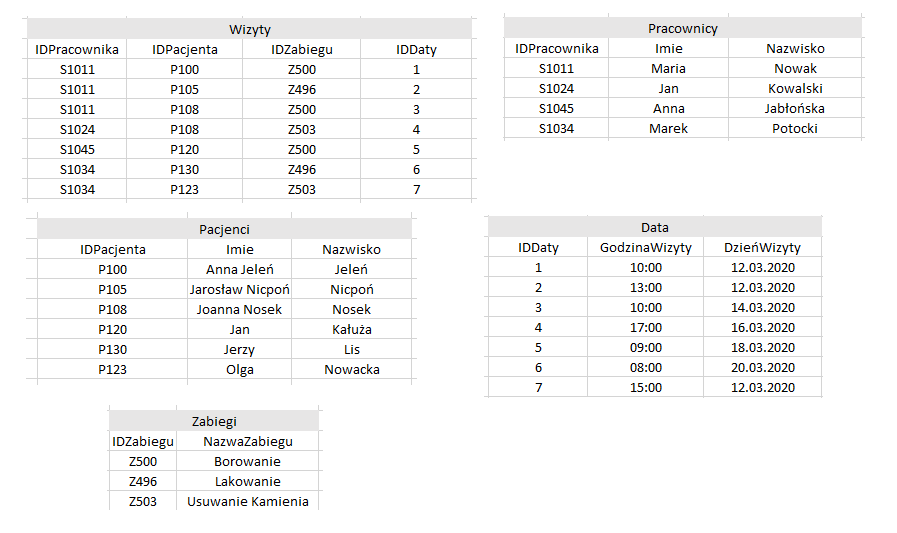 Wizyty
IDPracownika IDPacjenta IDZabiegu IDDaty
S1011 P100 Z500 1
S1011 P105 Z496 2
S1011 P108 Z500 3
S1024 P108 Z503 4
S1045 P120 Z500 5
S1034 P130 Z496 6
S1034 P123 Z503 7
Pracownicy
IDPracownika Imie Nazwisko
S1011 Maria Nowak
S1024 Jan Kowalski
S1045 Anna Jabłońska
S1034 Marek Potocki
Pacjenci
IDPacjenta Imie Nazwisko
P100 Anna Jeleń Jeleń
P105 Jarosław Nicpoń Nicpoń
P108 Joanna Nosek Nosek
P120 Jan Kałuża
P130 Jerzy Lis
P123 Olga Nowacka
Data
IDDaty GodzinaWizyty DzieńWizyty
1 10:00 12.03.2020
2 13:00 12.03.2020
3 10:00 14.03.2020
4 17:00 16.03.2020
5 09:00 18.03.2020
6 08:00 20.03.2020
7 15:00 12.03.2020
Zabiegi
IDZabiegu NazwaZabiegu
Z500 Borowanie
Z496 Lakowanie
Z503 Usuwanie Kamienia